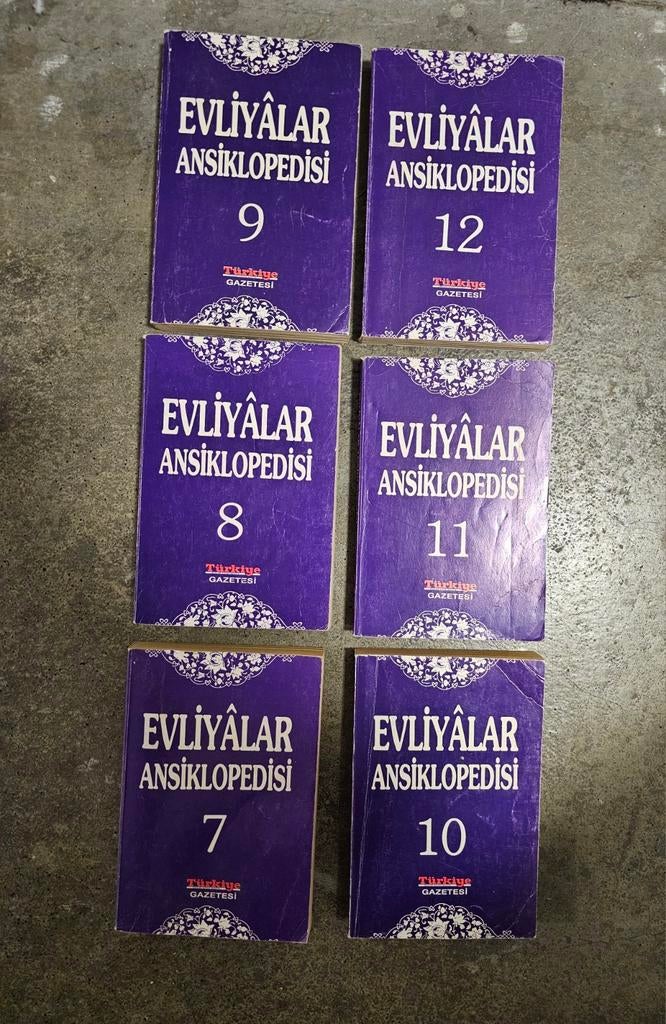 EVLİYÂLAR
ANSİKLOPEDİSİ
9
Türkiye
GAZETESİ
EVLİYÂLAR
ANSİKLOPEDİSİ
12
Türkiye
GAZETESİ
EVLİYÂLAR
ANSİKLOPEDİSİ
8
Türkiye
GAZETESİ
EVLİYÂLAR
ANSİKLOPEDİSİ
11
Türkiye
GAZETESİ
EVLİYÂLAR
ANSİKLOPEDİSİ
7
Türkiye
GAZETESİ
EVLİYÂLAR
ANSİKLOPEDİSİ
10
Türkiye
GAZETESİ